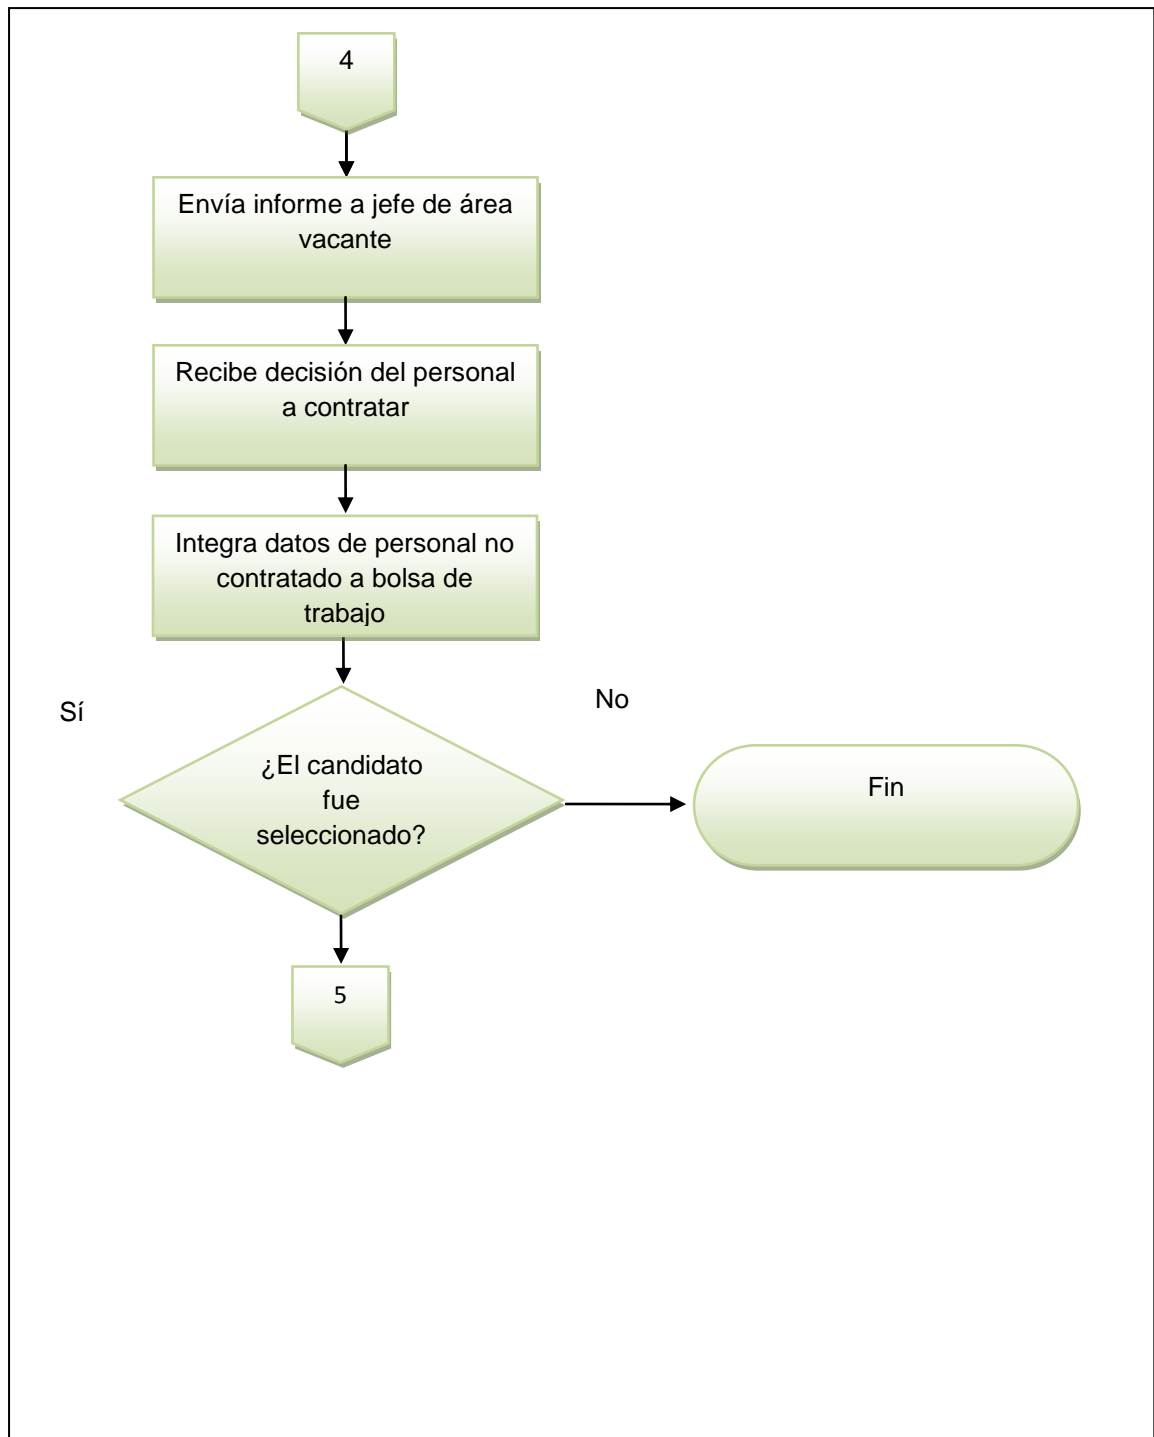 4
Envía informe a jefe de área
vacante
Recibe decisión del personal
a contratar
Integra datos de personal no
contratado a bolsa de
trabajo
Sí
No
¿El candidato
fue
seleccionado?
Fin
5